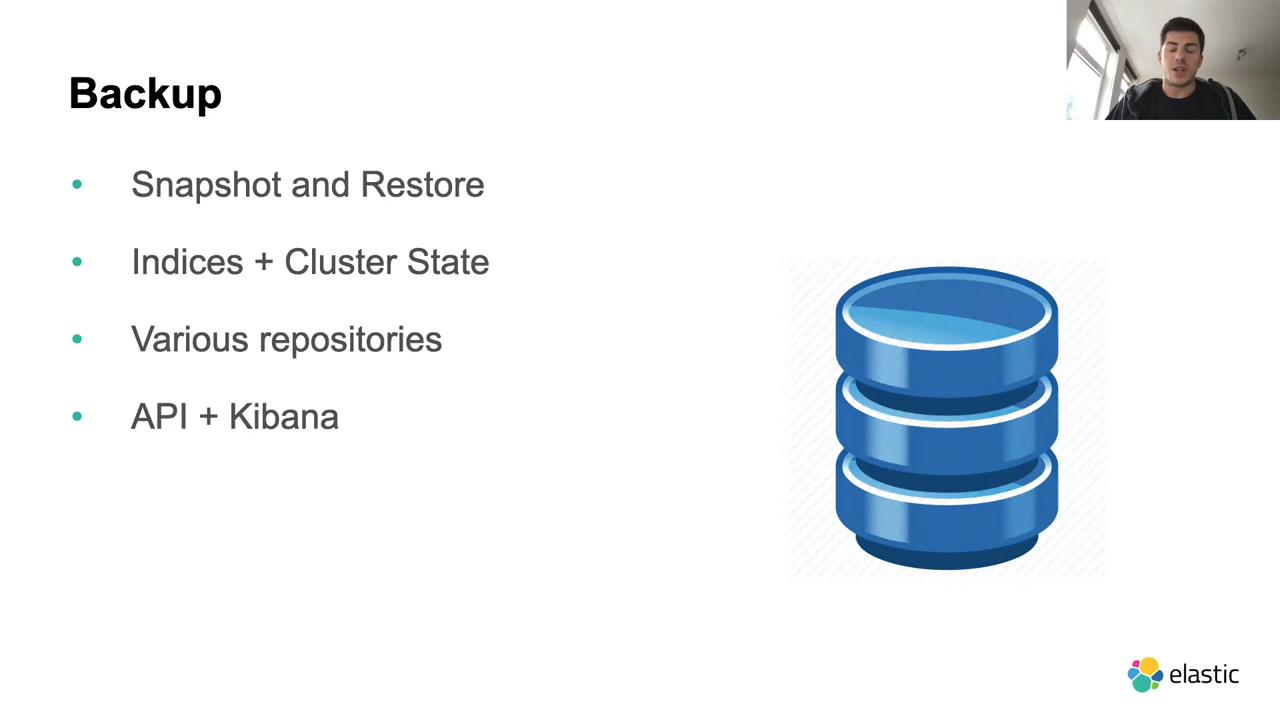 Backup
• Snapshot and Restore
• Indices + Cluster State
• Various repositories
• API + Kibana
elastic